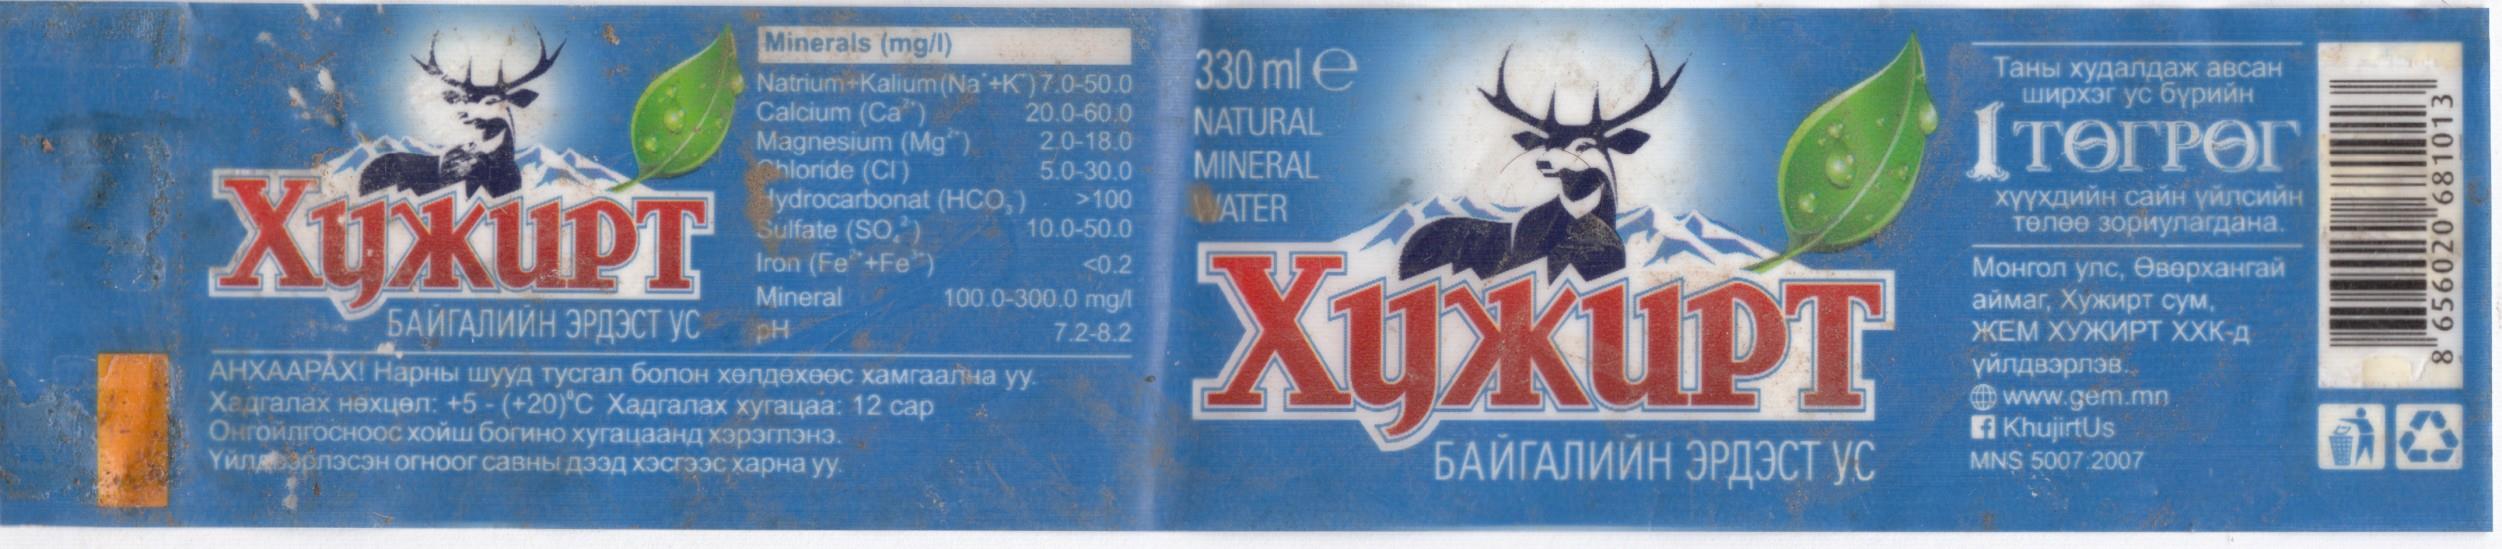 Хужирт
БАЙГАЛИЙН ЭРДЭСТ УС
Minerals (mg/l)
Natrium+Kalium (Na⁺+K⁺) 7.0-50.0
Calcium (Ca²⁺) 20.0-60.0
Magnesium (Mg²⁺) 2.0-18.0
Chloride (Cl⁻) 5.0-30.0
Hydrocarbonat (HCO₃⁻) >100
Sulfate (SO₄²⁻) 10.0-50.0
Iron (Fe²⁺+Fe³⁺) <0.2
Mineral 100.0-300.0 mg/l
pH 7.2-8.2
АНХААРАХ! Нарны шууд тусгал болон хөлдөхөөс хамгаална уу.
Хадгалах нөхцөл: +5 - (+20)⁰C Хадгалах хугацаа: 12 сар
Онгойлгосноос хойш богино хугацаанд хэрэглэнэ.
Үйлдвэрлэсэн огноог савны дээд хэсгээс харна уу.
330 ml ℮
NATURAL
MINERAL
WATER
Хужирт
БАЙГАЛИЙН ЭРДЭСТ УС
Таны худалдаж авсан
ширхэг ус бүрийн
1 ТӨГРӨГ
хүүхдийн сайн үйлсийн
төлөө зориулагдана.
Монгол улс, Өвөрхангай
аймаг, Хужирт сум,
ЖЕМ ХУЖИРТ ХХК-д
үйлдвэрлэв.
www.gem.mn
KhujirtUs
MNS 5007:2007
8 656020 681013